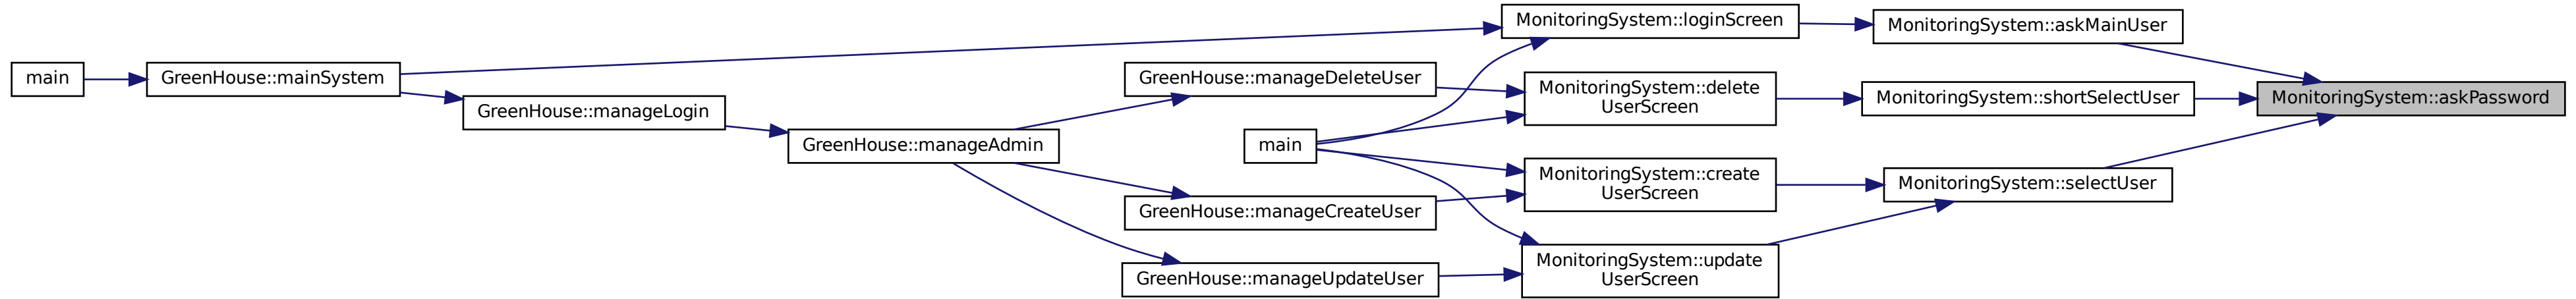 main
GreenHouse::mainSystem
GreenHouse::manageLogin
GreenHouse::manageAdmin
GreenHouse::manageDeleteUser
main
GreenHouse::manageCreateUser
GreenHouse::manageUpdateUser
MonitoringSystem::loginScreen
MonitoringSystem::delete
UserScreen
MonitoringSystem::create
UserScreen
MonitoringSystem::update
UserScreen
MonitoringSystem::askMainUser
MonitoringSystem::shortSelectUser
MonitoringSystem::selectUser
MonitoringSystem::askPassword